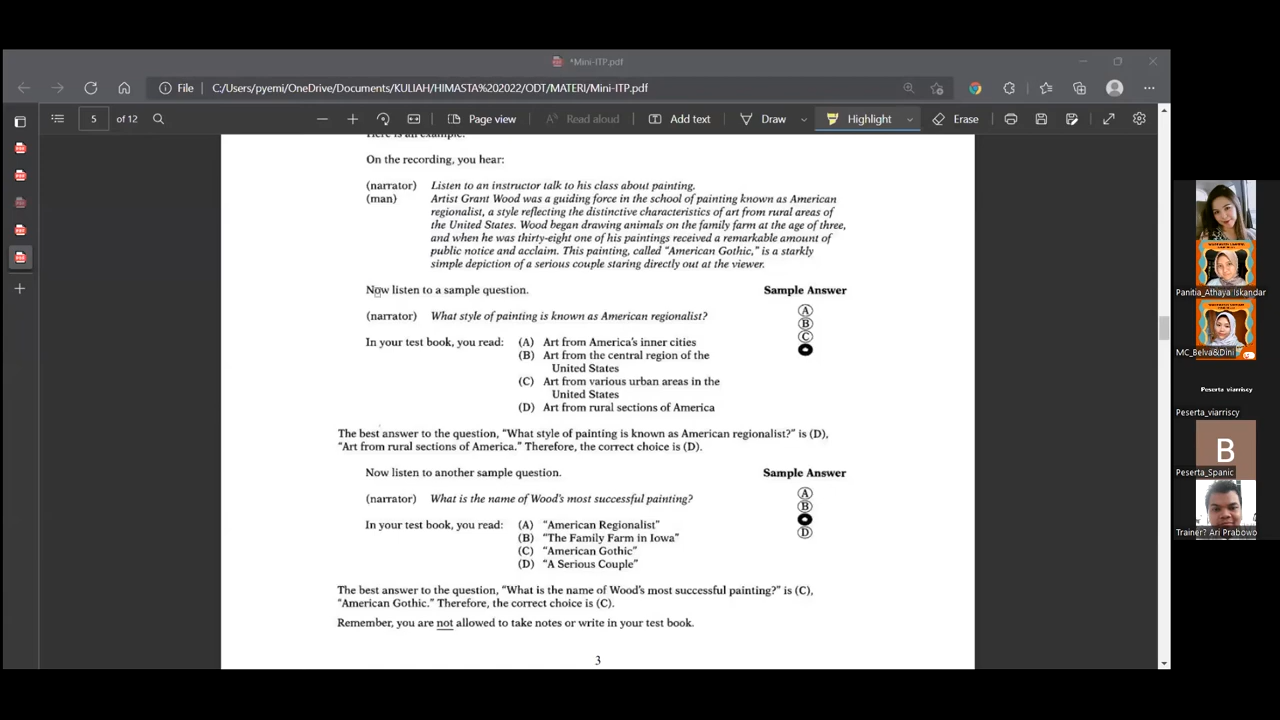 *Mini-ITP.pdf
File C:/Users/pyemi/OneDrive/Documents/KULIAH/HIMASTA%202022/ODT/MATERI/Mini-ITP.pdf
5 of 12 Page view Read aloud Add text Draw Highlight Erase
Here is an example.
On the recording, you hear:
(narrator) Listen to an instructor talk to his class about painting.
(man) Artist Grant Wood was a guiding force in the school of painting known as American
regionalist, a style reflecting the distinctive characteristics of art from rural areas of
the United States. Wood began drawing animals on the family farm at the age of three,
and when he was thirty-eight one of his paintings received a remarkable amount of
public notice and acclaim. This painting, called “American Gothic,” is a starkly
simple depiction of a serious couple staring directly out at the viewer.
Now listen to a sample question. Sample Answer
(narrator) What style of painting is known as American regionalist?
In your test book, you read: (A) Art from America’s inner cities
(B) Art from the central region of the
United States
(C) Art from various urban areas in the
United States
(D) Art from rural sections of America
A
B
C
The best answer to the question, “What style of painting is known as American regionalist?” is (D),
“Art from rural sections of America.” Therefore, the correct choice is (D).
Now listen to another sample question. Sample Answer
(narrator) What is the name of Wood’s most successful painting?
In your test book, you read: (A) “American Regionalist”
(B) “The Family Farm in Iowa”
(C) “American Gothic”
(D) “A Serious Couple”
A
B
D
The best answer to the question, “What is the name of Wood’s most successful painting?” is (C),
“American Gothic.” Therefore, the correct choice is (C).
Remember, you are not allowed to take notes or write in your test book.
3
Panitia_Athaya Iskandar
MC_Belva&Dini
Peserta viarriscy
Peserta_viarriscy
B
Peserta_Spanic
Trainer? Ari Prabowo